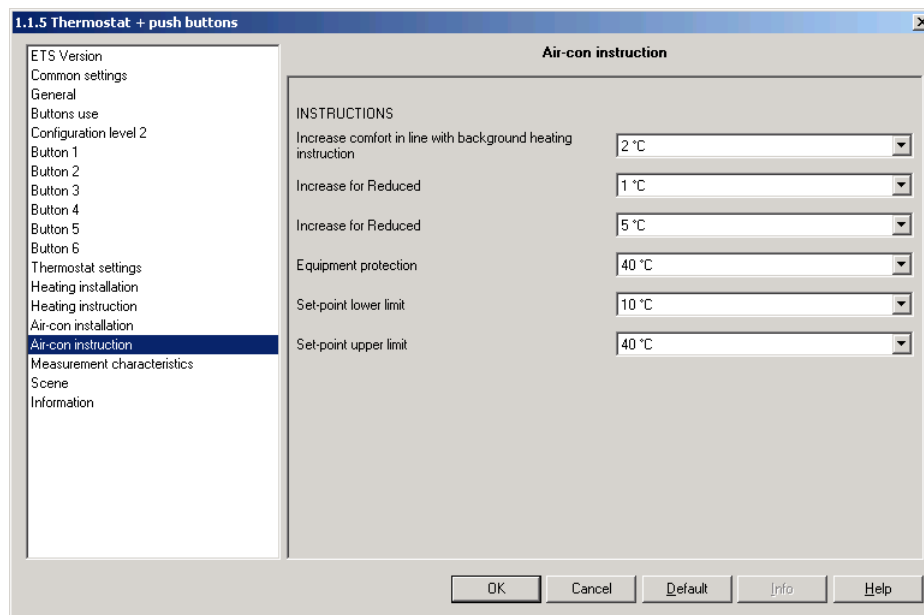 1.1.5 Thermostat + push buttons
ETS Version
Common settings
General
Buttons use
Configuration level 2
Button 1
Button 2
Button 3
Button 4
Button 5
Button 6
Thermostat settings
Heating installation
Heating instruction
Air-con installation
Air-con instruction
Measurement characteristics
Scene
Information
Air-con instruction
INSTRUCTIONS
Increase comfort in line with background heating
instruction
2 °C
Increase for Reduced
1 °C
Increase for Reduced
5 °C
Equipment protection
40 °C
Set-point lower limit
10 °C
Set-point upper limit
40 °C
OK
Cancel
Default
Info
Help